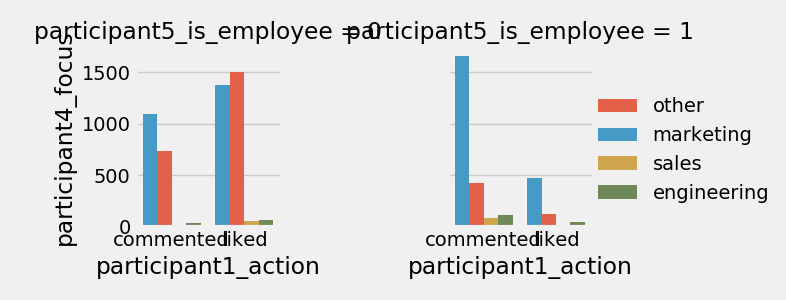 participant5_is_employee = 0
participant5_is_employee = 1
participant4_focus
1500
1000
500
0
commented
liked
commented
liked
participant1_action
participant1_action
other
marketing
sales
engineering